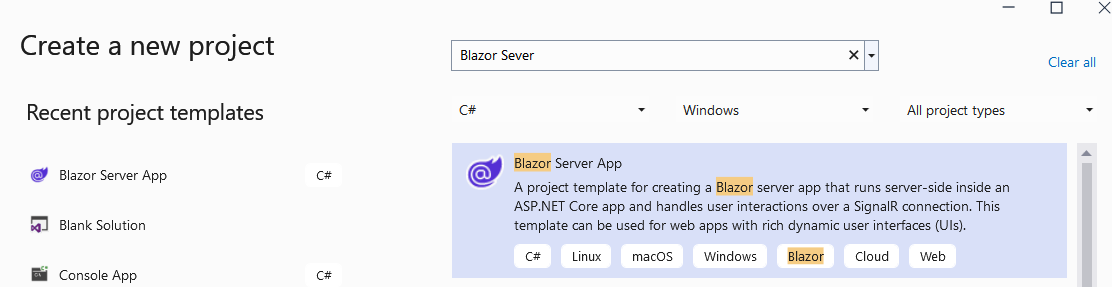 Create a new project
Blazor Sever
Clear all
Recent project templates
C#
Windows
All project types
Blazor Server App
C#
Blank Solution
Console App
C#
Blazor Server App
A project template for creating a Blazor server app that runs server-side inside an
ASP.NET Core app and handles user interactions over a SignalR connection. This
template can be used for web apps with rich dynamic user interfaces (UIs).
C#
Linux
macOS
Windows
Blazor
Cloud
Web